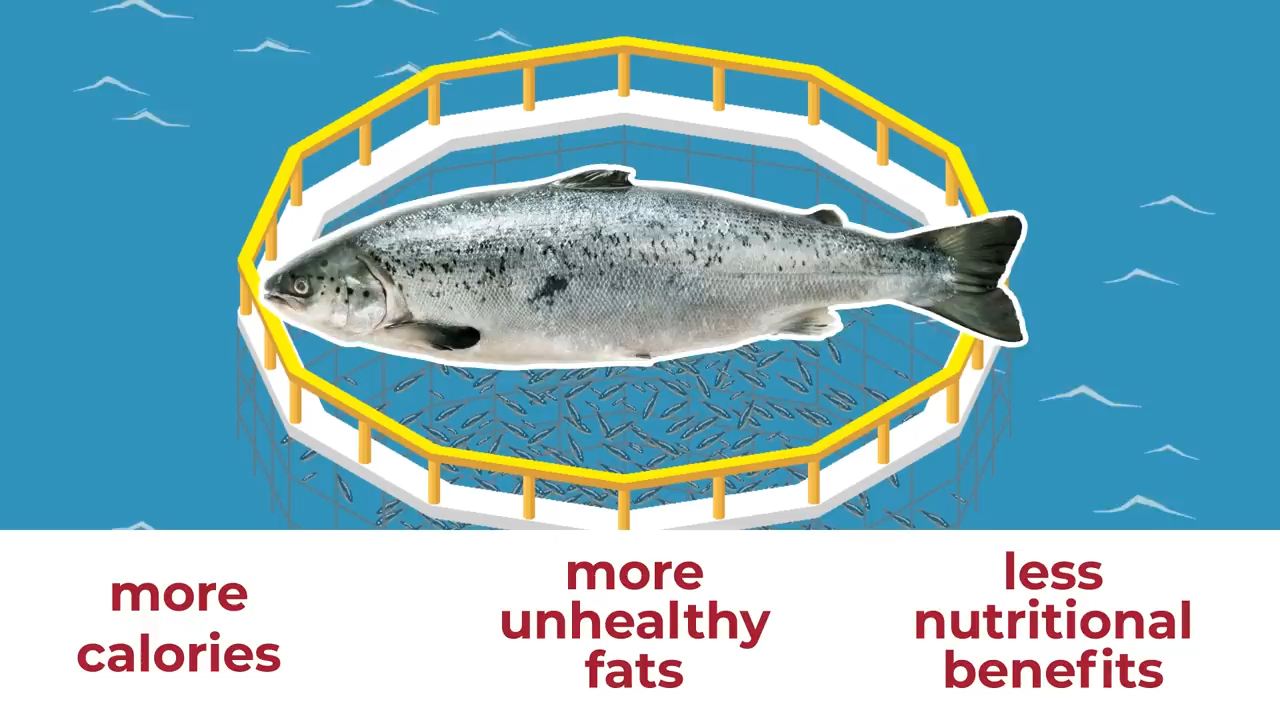 more
calories
more
unhealthy
fats
less
nutritional
benefits